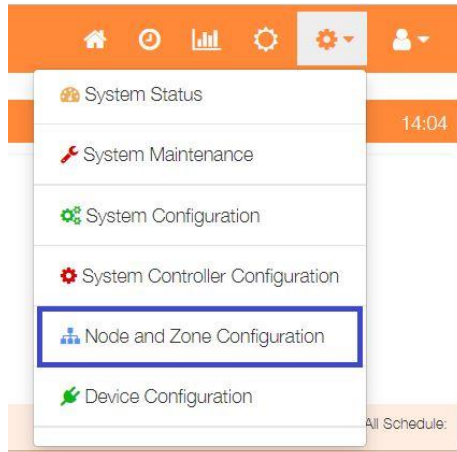 System Status
14:04
System Maintenance
System Configuration
System Controller Configuration
Node and Zone Configuration
Device Configuration
All Schedule: